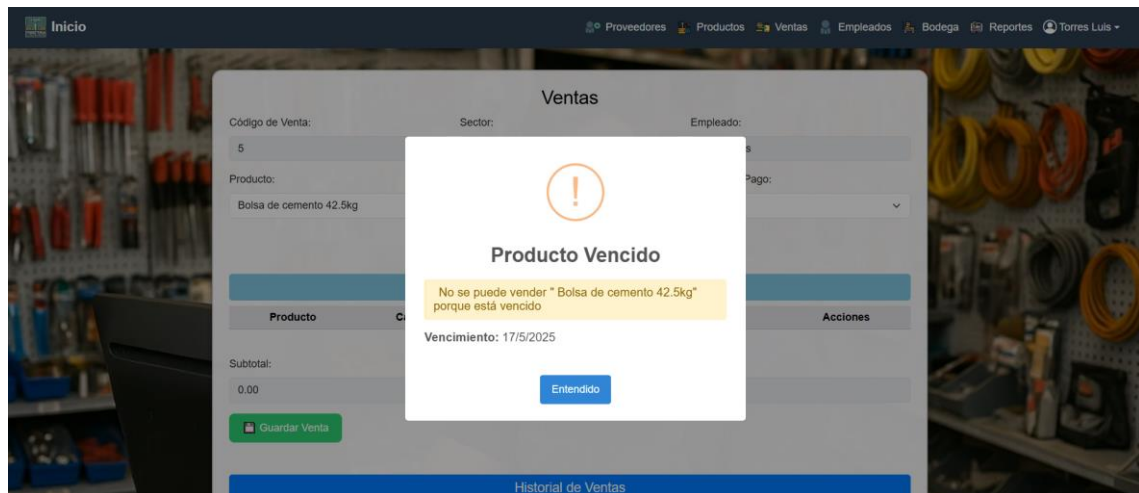 Inicio
Proveedores Productos Ventas Empleados Bodega Reportes Torres Luis
Ventas
Código de Venta: Sector: Empleado:
5 s
Producto: Pago:
Bolsa de cemento 42.5kg
!
Producto Vencido
No se puede vender " Bolsa de cemento 42.5kg"
porque está vencido
Producto Ca Acciones
Vencimiento: 17/5/2025
Subtotal:
0.00
Entendido
Guardar Venta
Historial de Ventas